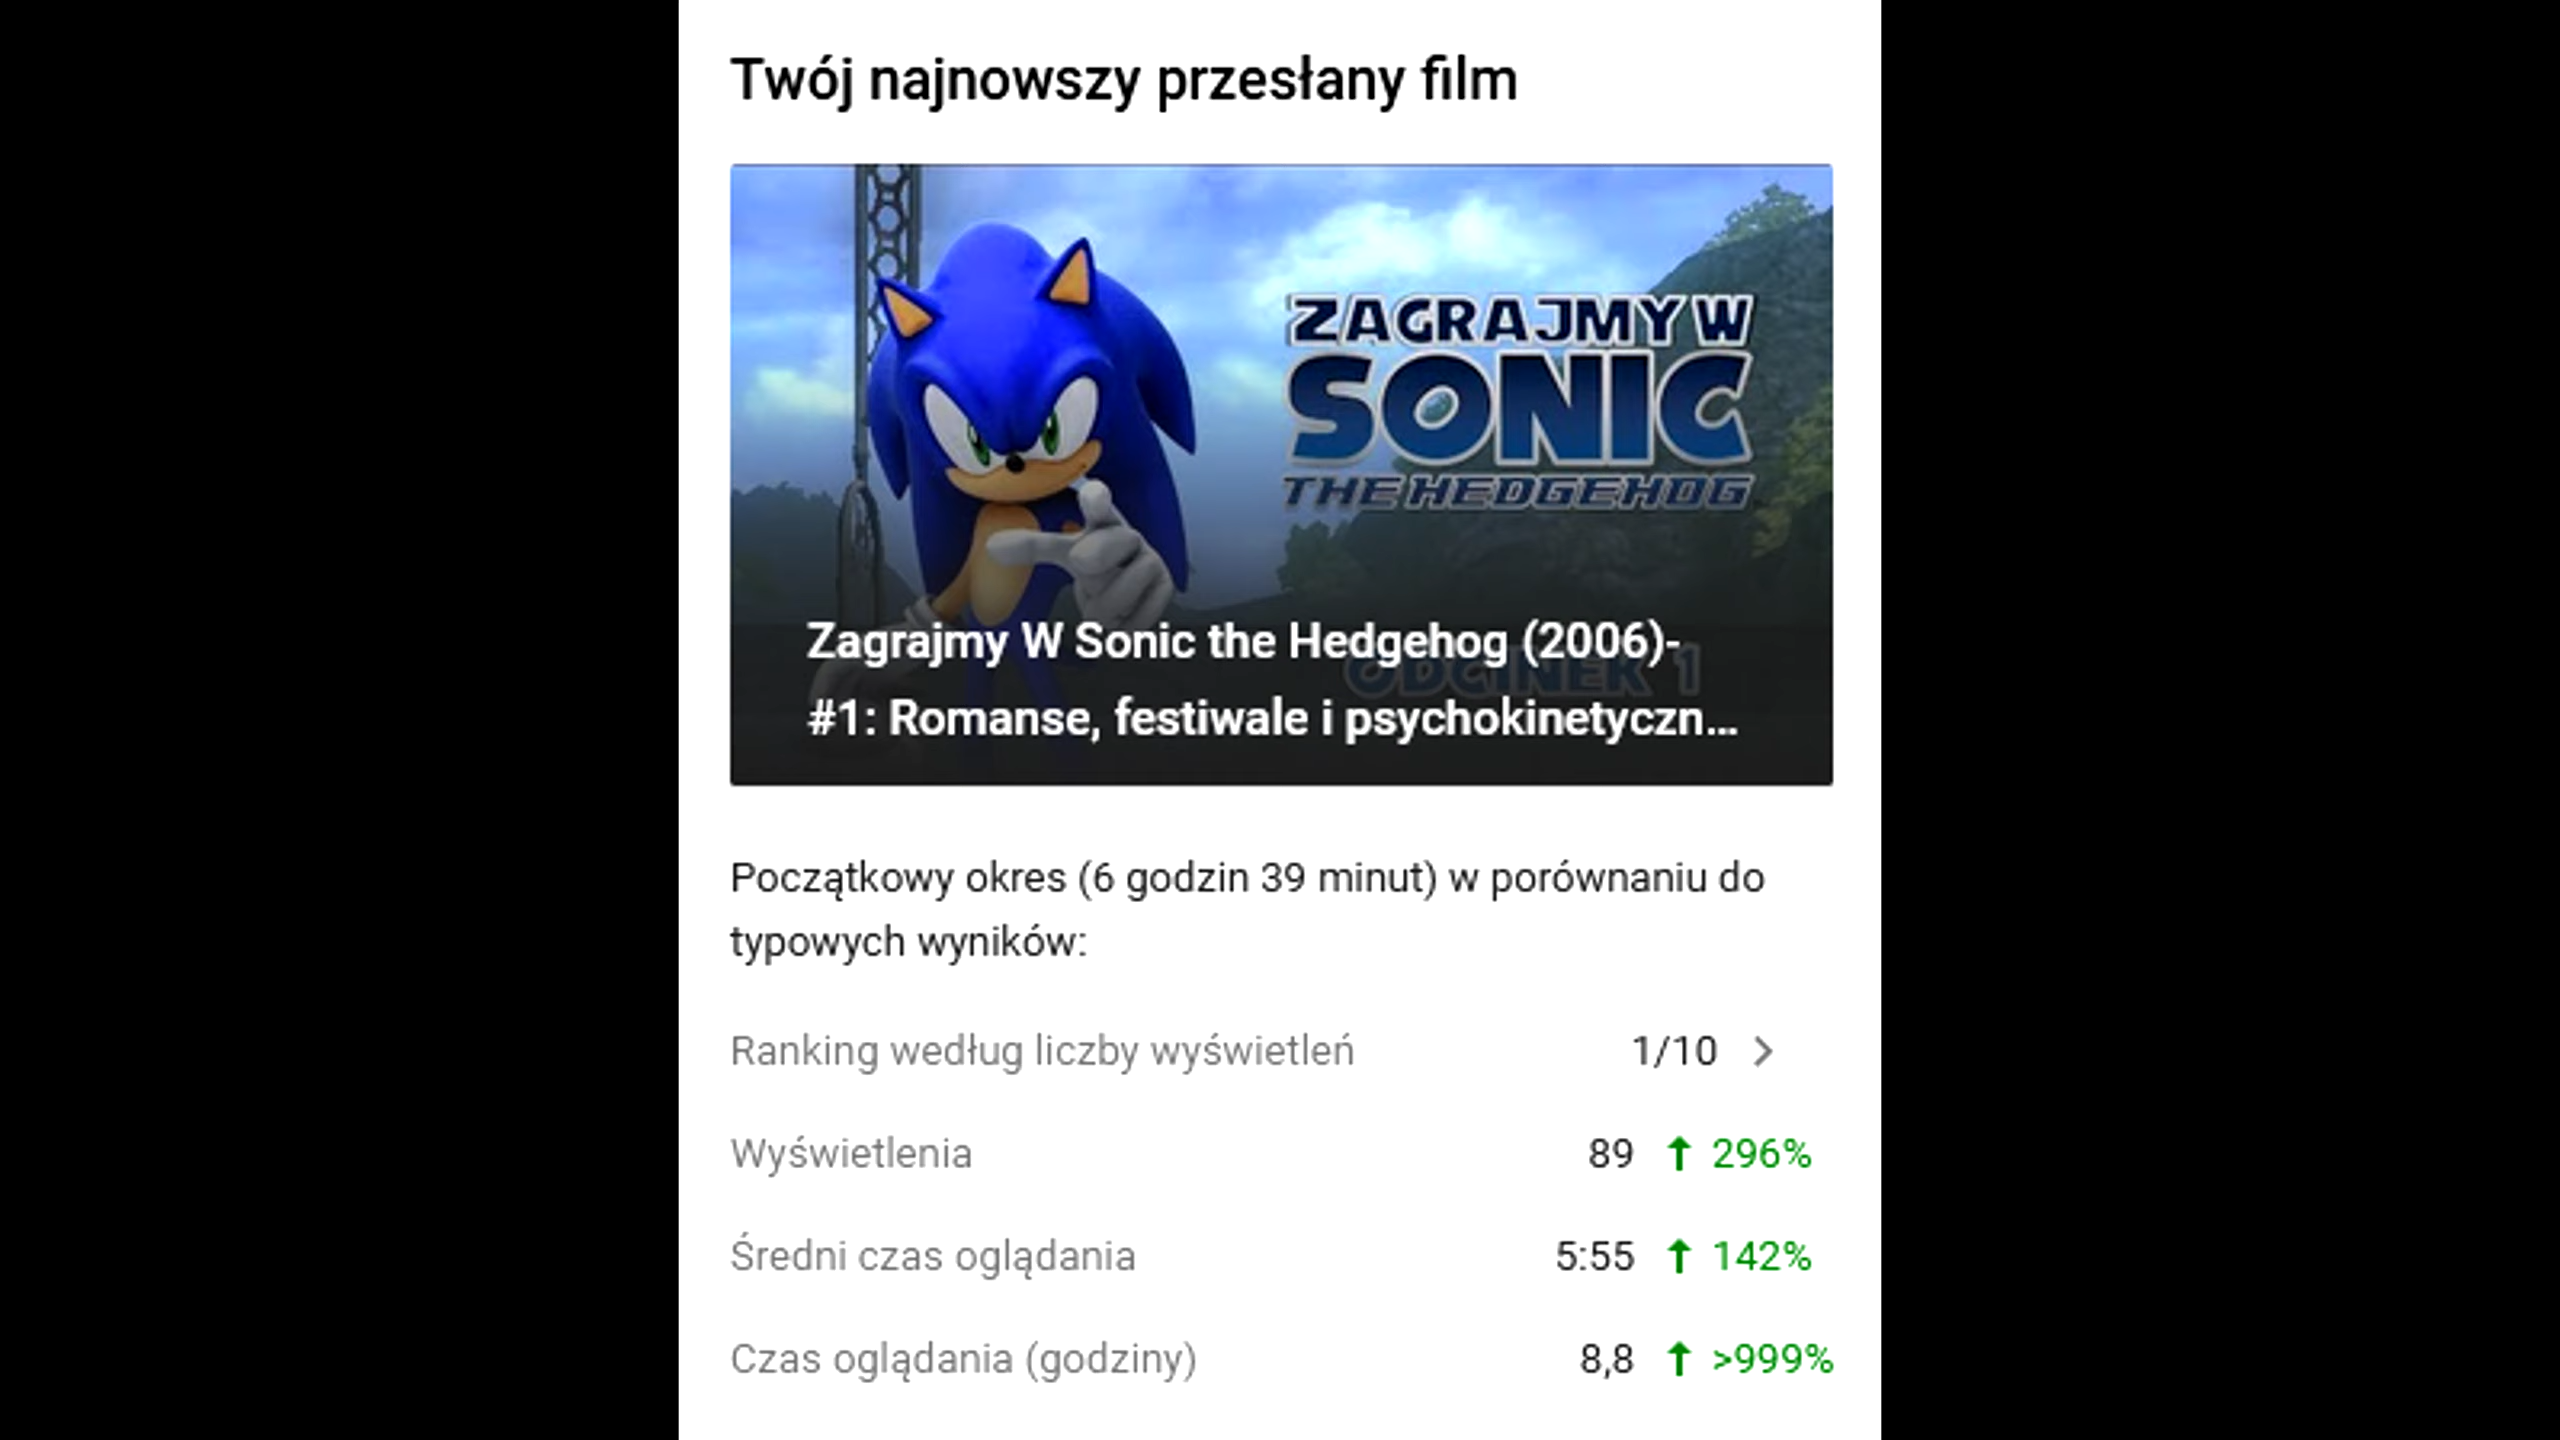 Twój najnowszy przesłany film
ZAGRAJMY W
SONIC
THE HEDGEHOG
ODCINEK 1
Zagrajmy W Sonic the Hedgehog (2006)-
#1: Romanse, festiwale i psychokinetyczn...
Początkowy okres (6 godzin 39 minut) w porównaniu do
typowych wyników:
Ranking według liczby wyświetleń 1/10 >
Wyświetlenia 89 ↑ 296%
Średni czas oglądania 5:55 ↑ 142%
Czas oglądania (godziny) 8,8 ↑ >999%